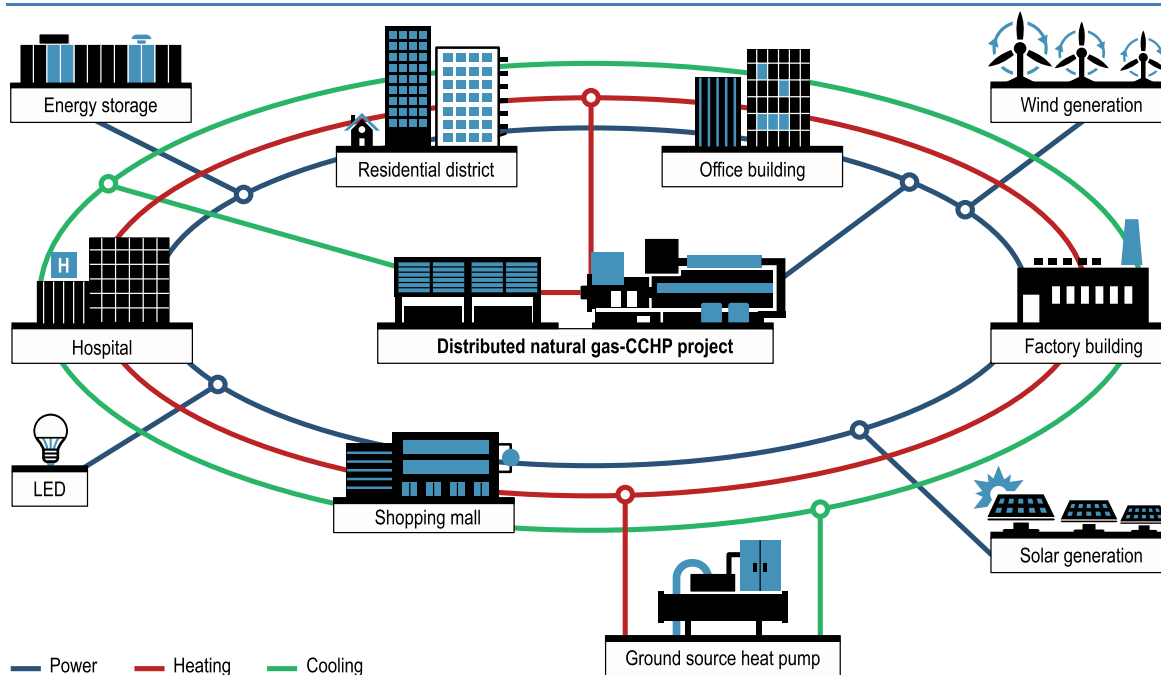 Energy storage
Residential district
Office building
Wind generation
H
Hospital
Distributed natural gas-CCHP project
Factory building
LED
Shopping mall
Solar generation
Ground source heat pump
Power
Heating
Cooling